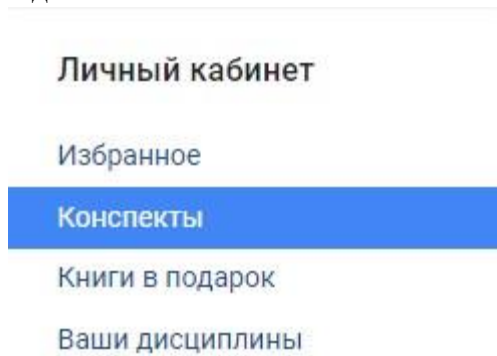 Личный кабинет
Избранное
Конспекты
Книги в подарок
Ваши дисциплины